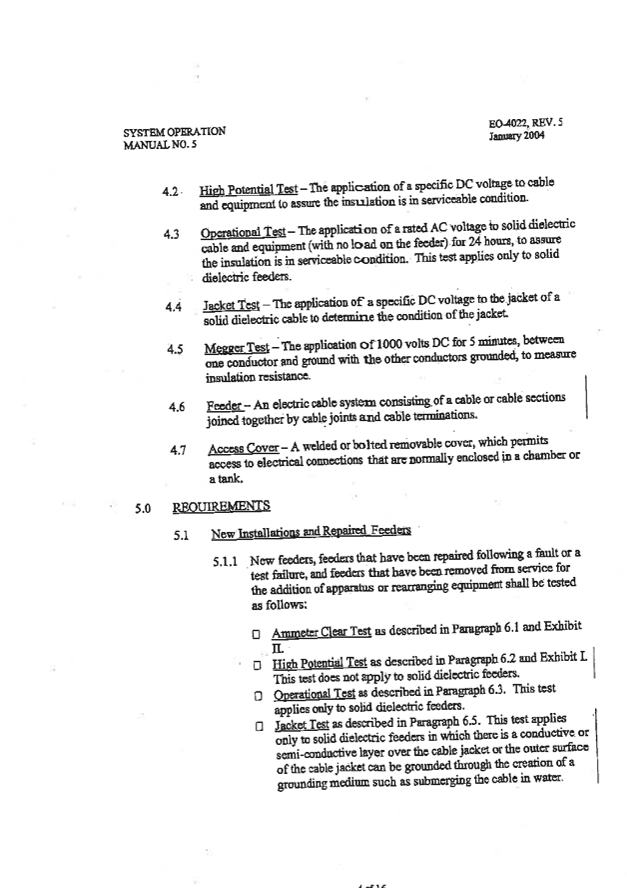 SYSTEM OPERATION
MANUAL NO. 5
EO-4022, REV. 5
January 2004
4.2 High Potential Test – The application of a specific DC voltage to cable
and equipment to assure the insulation is in serviceable condition.
4.3 Operational Test – The application of a rated AC voltage to solid dielectric
cable and equipment (with no load on the feeder) for 24 hours, to assure
the insulation is in serviceable condition. This test applies only to solid
dielectric feeders.
4.4 Jacket Test – The application of a specific DC voltage to the jacket of a
solid dielectric cable to determine the condition of the jacket.
4.5 Megger Test – The application of 1000 volts DC for 5 minutes, between
one conductor and ground with the other conductors grounded, to measure
insulation resistance.
4.6 Feeder – An electric cable system consisting of a cable or cable sections
joined together by cable joints and cable terminations.
4.7 Access Cover – A welded or bolted removable cover, which permits
access to electrical connections that are normally enclosed in a chamber or
a tank.
5.0 REQUIREMENTS
5.1 New Installations and Repaired Feeders
5.1.1 New feeders, feeders that have been repaired following a fault or a
test failure, and feeders that have been removed from service for
the addition of apparatus or rearranging equipment shall be tested
as follows:
☐ Ammeter Clear Test as described in Paragraph 6.1 and Exhibit
II.
☐ High Potential Test as described in Paragraph 6.2 and Exhibit I.
This test does not apply to solid dielectric feeders.
☐ Operational Test as described in Paragraph 6.3. This test
applies only to solid dielectric feeders.
☐ Jacket Test as described in Paragraph 6.5. This test applies
only to solid dielectric feeders in which there is a conductive or
semi-conductive layer over the cable jacket or the outer surface
of the cable jacket can be grounded through the creation of a
grounding medium such as submerging the cable in water.